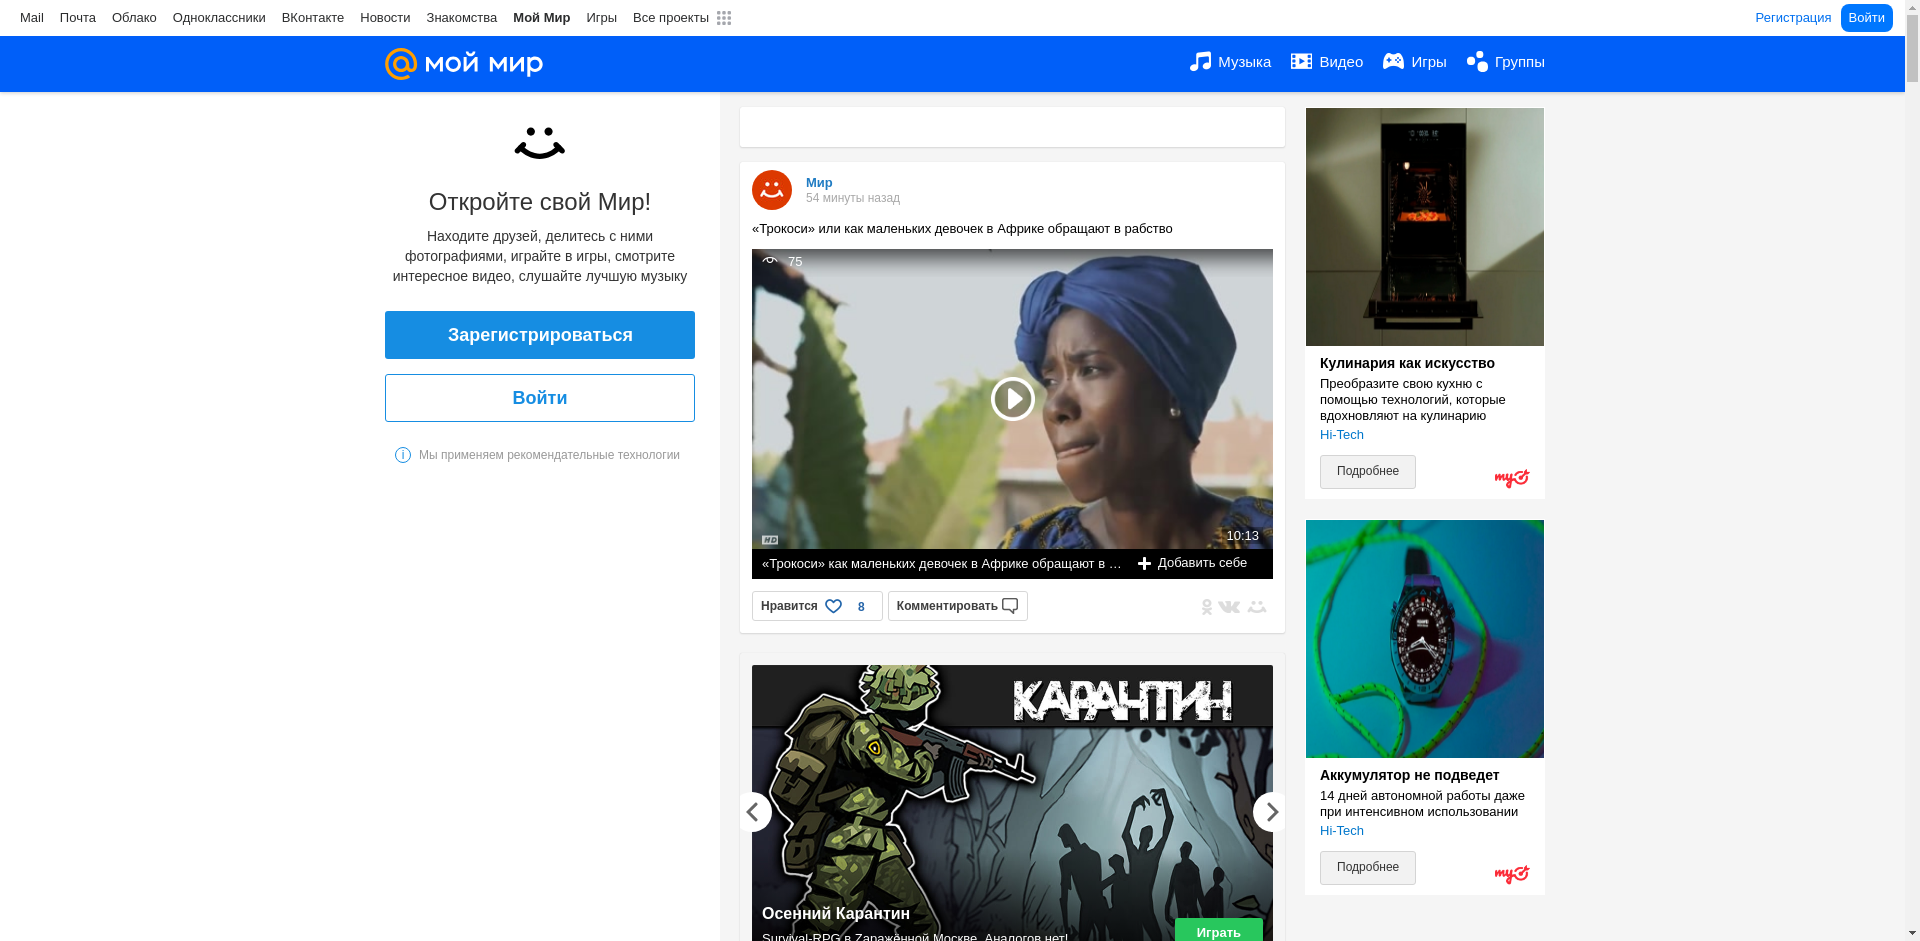 Mail Почта Облако Одноклассники ВКонтакте Новости Знакомства Мой Мир Игры Все проекты Регистрация Войти
@мой мир Музыка Видео Игры Группы
Откройте свой Мир!
Находите друзей, делитесь с ними
фотографиями, играйте в игры, смотрите
интересное видео, слушайте лучшую музыку
Зарегистрироваться
Войти
Мы применяем рекомендательные технологии
Мир
54 минуты назад
«Трокоси» или как маленьких девочек в Африке обращают в рабство
75
10:13
HD
«Трокоси» как маленьких девочек в Африке обращают в … Добавить себе
Нравится 8 Комментировать
КАРАНТИН
Осенний Карантин
Survival-RPG в Zаражённой Москве. Аналогов нет!
Играть
Кулинария как искусство
Преобразите свою кухню с
помощью технологий, которые
вдохновляют на кулинарию
Hi-Tech
Подробнее
my
Аккумулятор не подведет
14 дней автономной работы даже
при интенсивном использовании
Hi-Tech
Подробнее
my